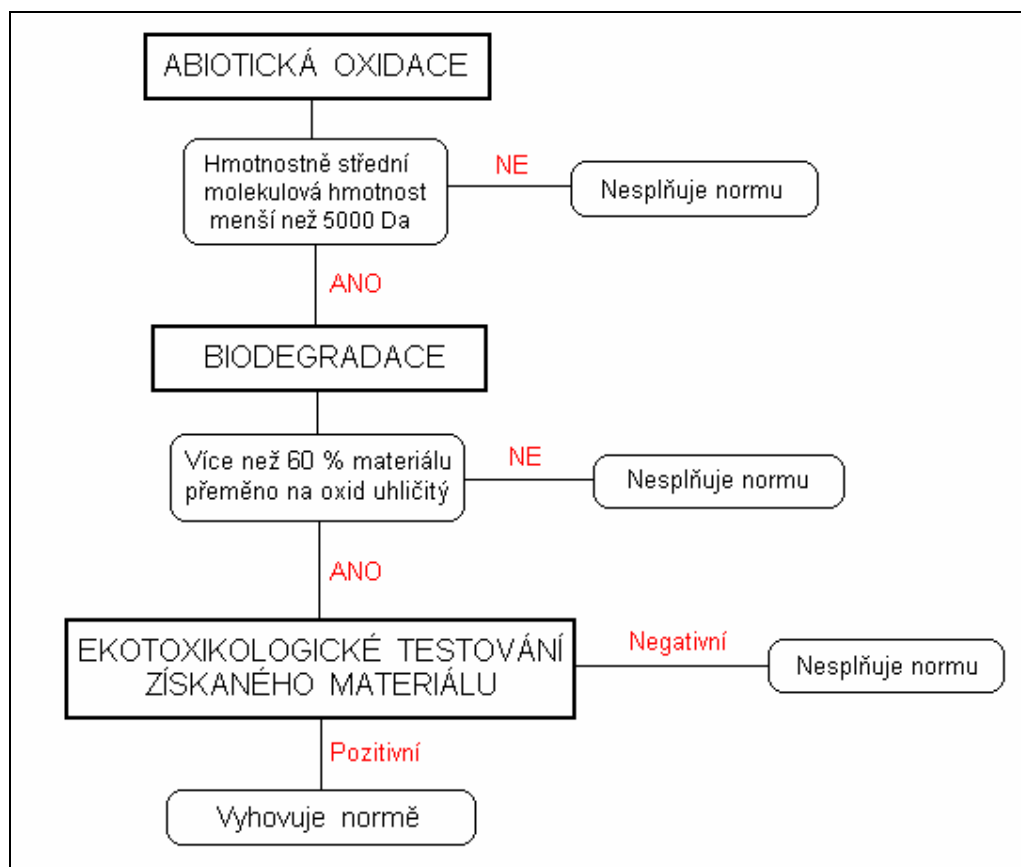 ABIOTICKÁ OXIDACE
Hmotnostně střední
molekulová hmotnost
menší než 5000 Da
NE
Nesplňuje normu
ANO
BIODEGRADACE
Více než 60 % materiálu
přeměno na oxid uhličitý
NE
Nesplňuje normu
ANO
EKOTOXIKOLOGICKÉ TESTOVÁNÍ
ZÍSKANÉHO MATERIÁLU
Negativní
Nesplňuje normu
Pozitivní
Vyhovuje normě